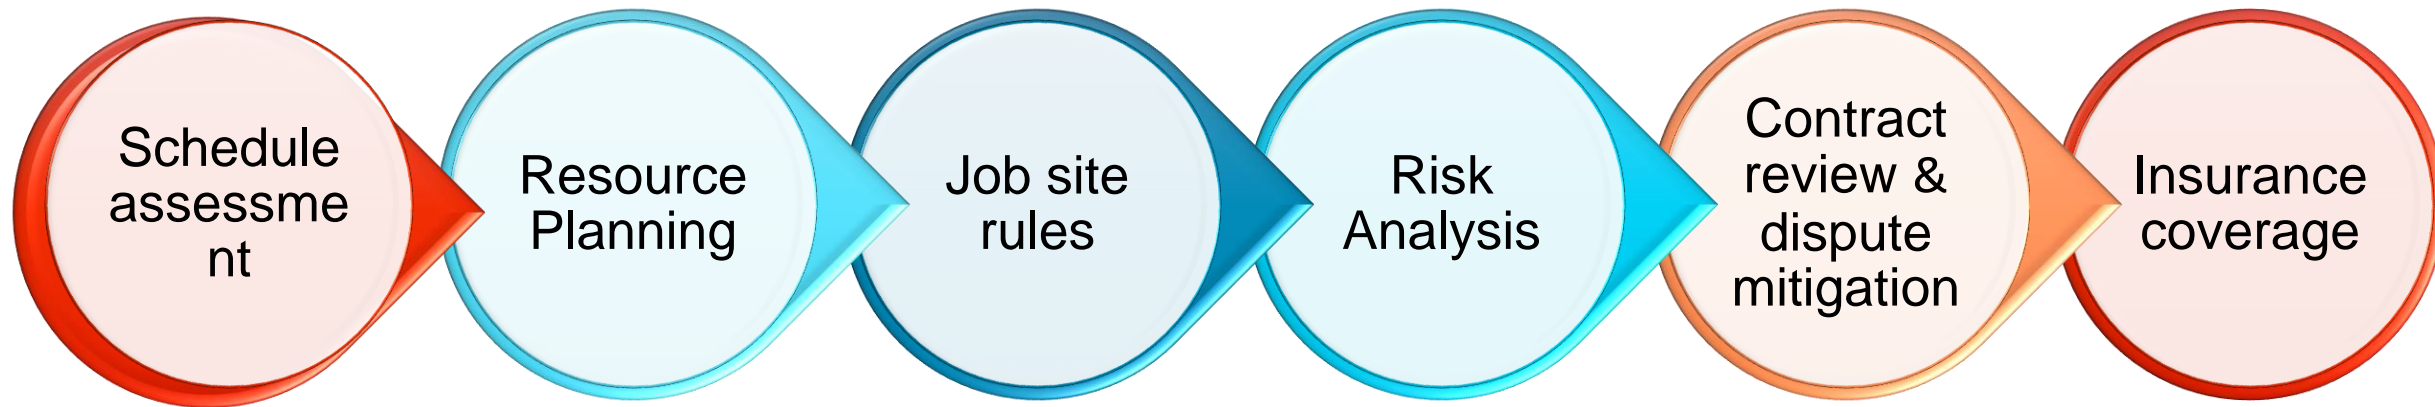 Schedule
assessme
nt
Resource
Planning
Job site
rules
Risk
Analysis
Contract
review &
dispute
mitigation
Insurance
coverage